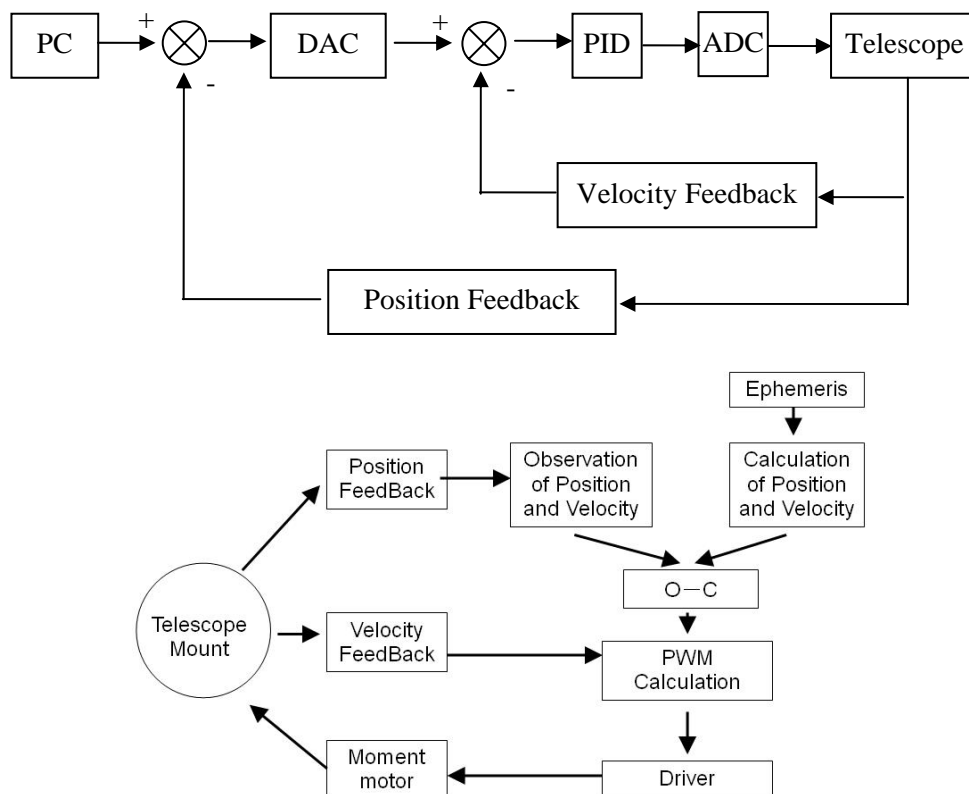 PC
+
-
DAC
+
-
PID
ADC
Telescope
Velocity Feedback
Position Feedback
Ephemeris
Position
FeedBack
Observation
of Position
and Velocity
Calculation
of Position
and Velocity
O－C
Telescope
Mount
Velocity
FeedBack
PWM
Calculation
Moment
motor
Driver